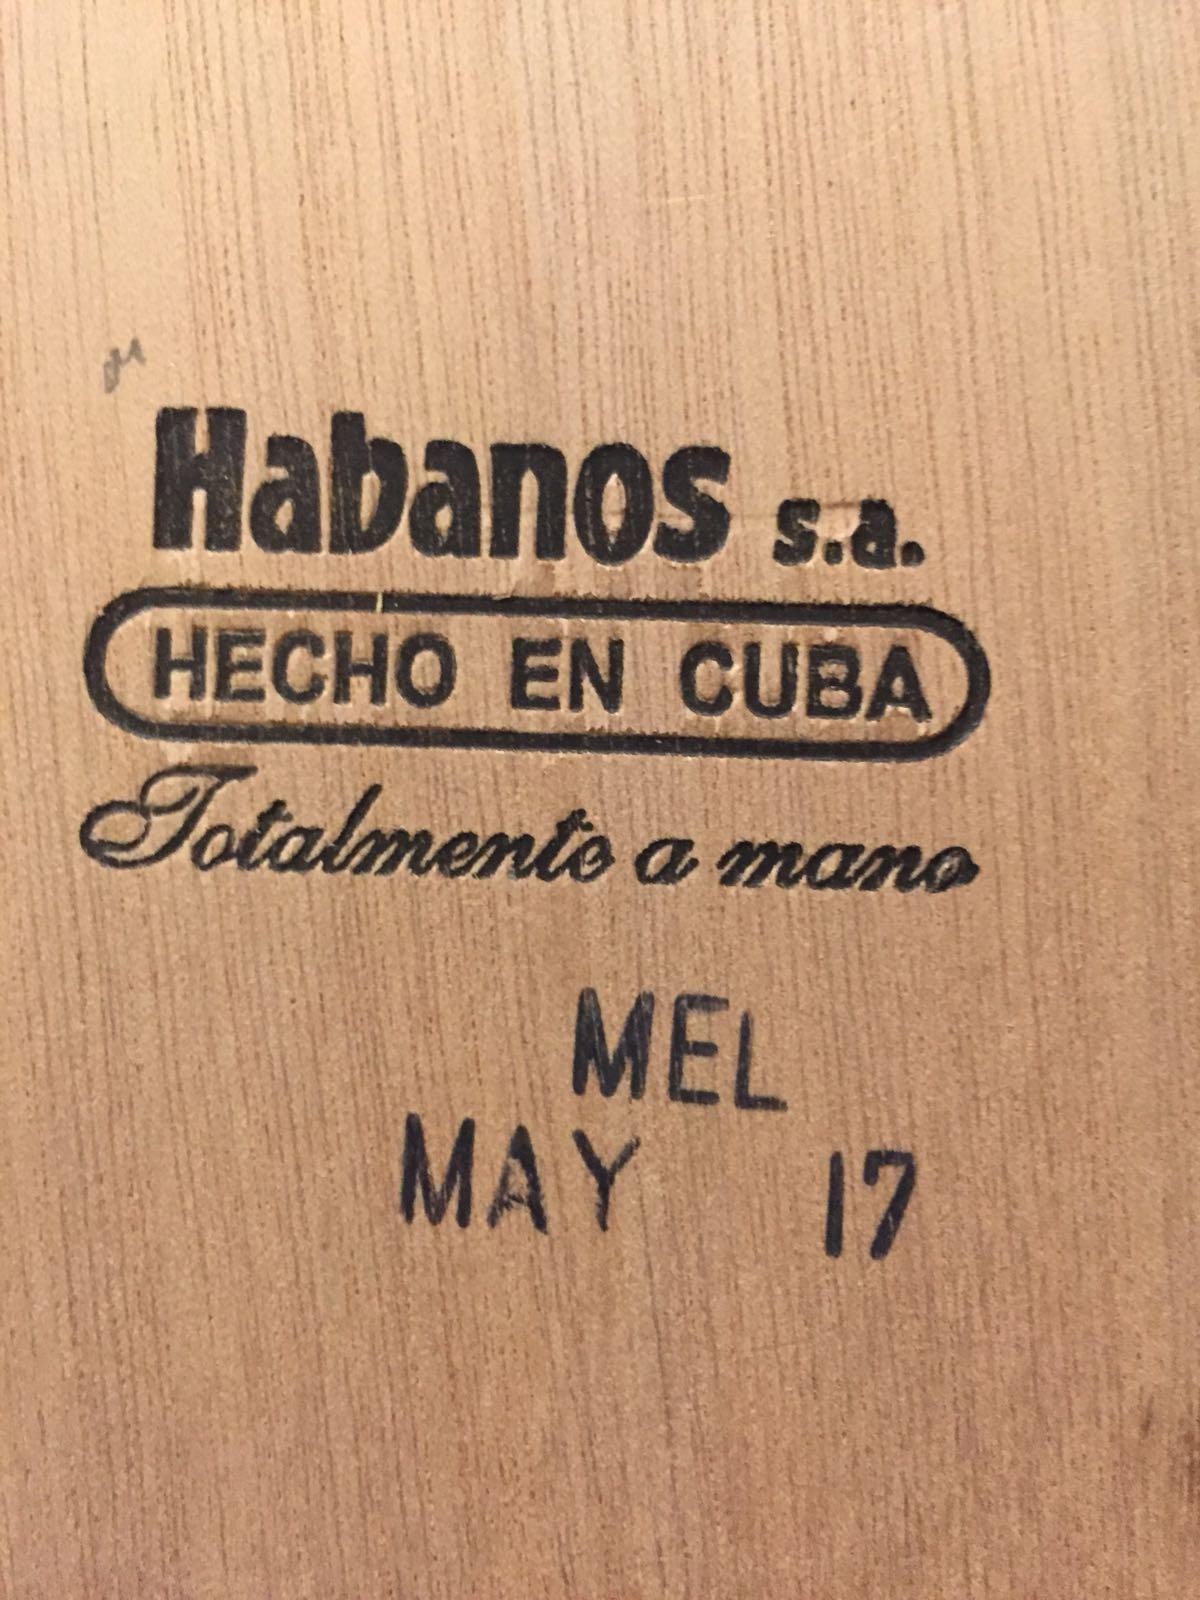 Habanos s.a.
HECHO EN CUBA
Totalmente a mano
MEL
MAY 17